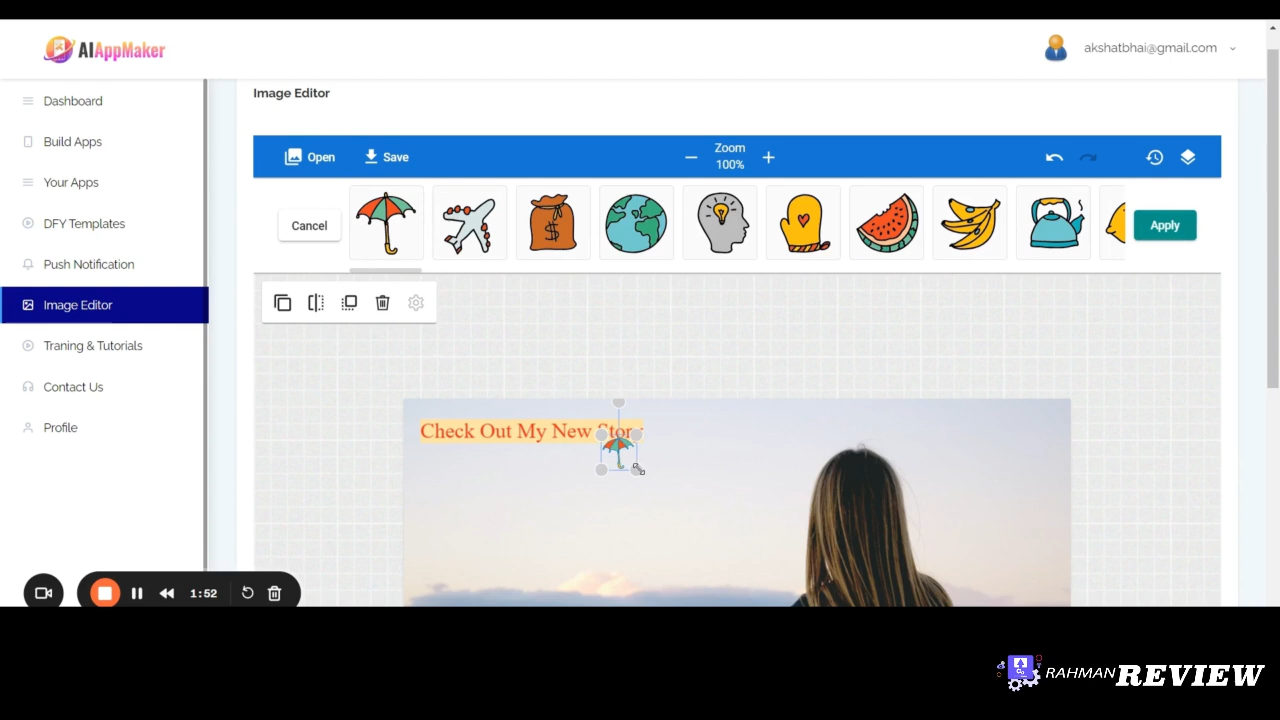 AIAppMaker
akshatbhai@gmail.com
Dashboard
Build Apps
Your Apps
DFY Templates
Push Notification
Image Editor
Traning & Tutorials
Contact Us
Profile
Image Editor
Open
Save
Zoom
100%
Cancel
$
Apply
Check Out My New Story
1:52
RAHMAN REVIEW